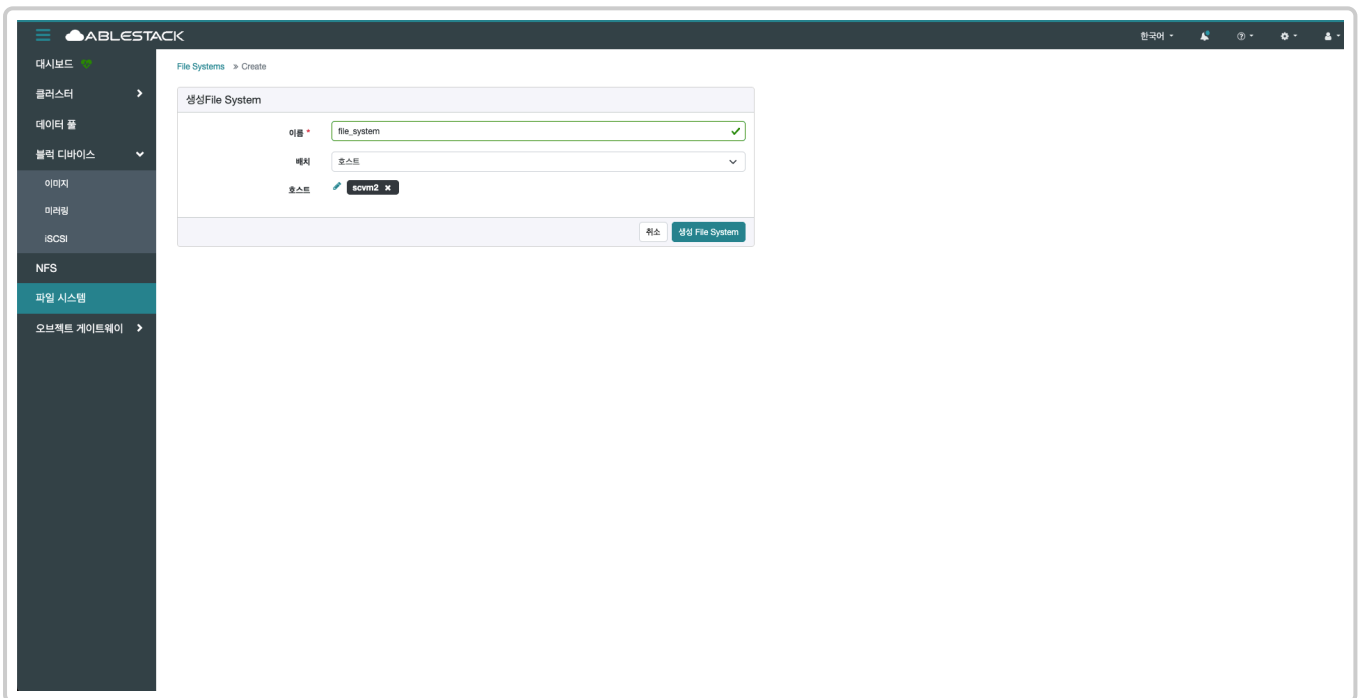 ABLESTACK
한국어
대시보드
클러스터
데이터 풀
블럭 디바이스
이미지
미러링
iSCSI
NFS
파일 시스템
오브젝트 게이트웨이
File Systems » Create
생성File System
이름 *
file_system
배치
호스트
호스트
scvm2 ×
취소
생성 File System